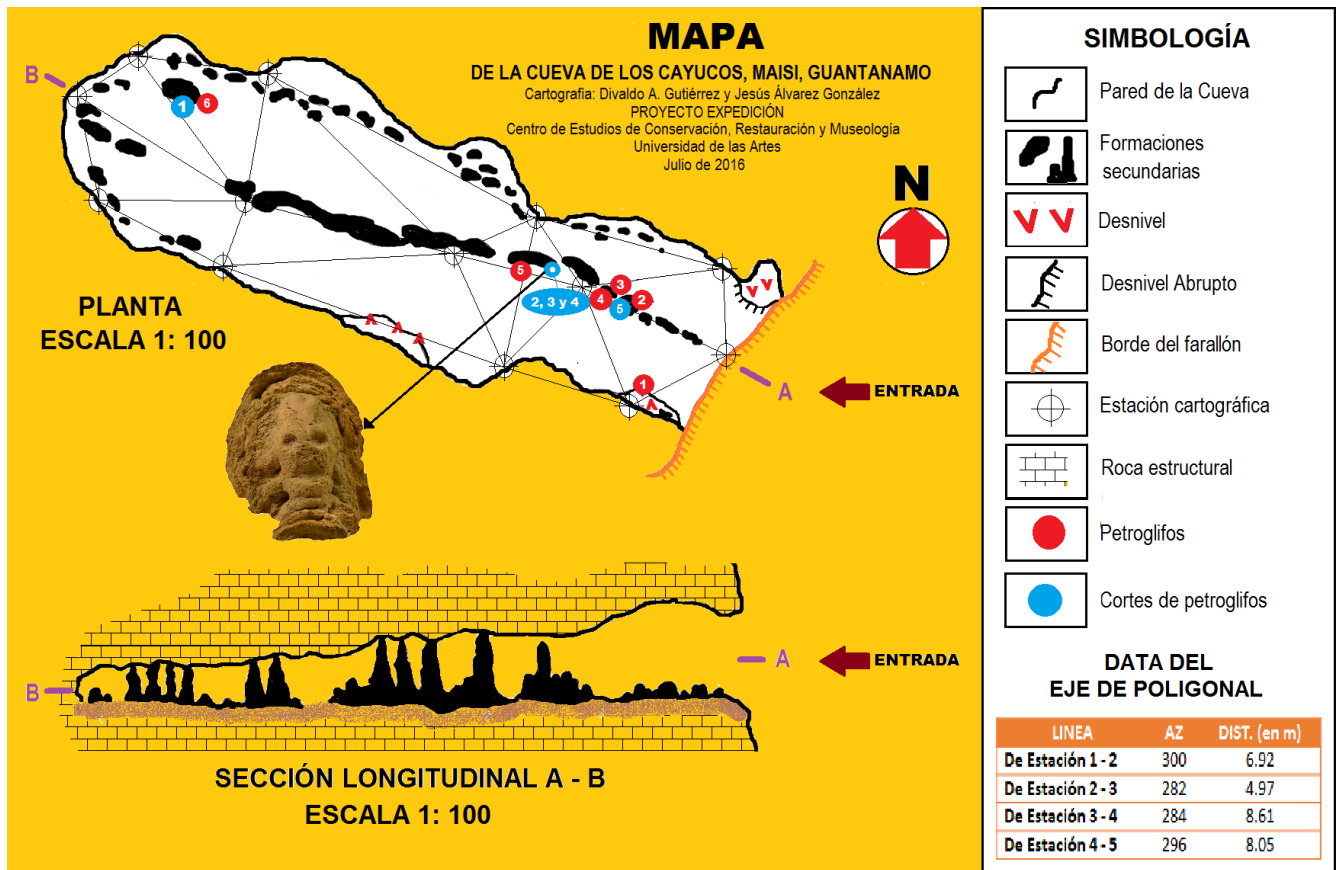 MAPA
DE LA CUEVA DE LOS CAYUCOS, MAISI, GUANTANAMO
Cartografia: Divaldo A. Gutiérrez y Jesús Álvarez González
PROYECTO EXPEDICIÓN
Centro de Estudios de Conservación, Restauración y Museología
Universidad de las Artes
Julio de 2016
N
B
1
6
5
3
2
4
2, 3 y 4
5
1
A
ENTRADA
PLANTA
ESCALA 1: 100
B
A
ENTRADA
SECCIÓN LONGITUDINAL A - B
ESCALA 1: 100
SIMBOLOGÍA
Pared de la Cueva
Formaciones
secundarias
Desnivel
Desnivel Abrupto
Borde del farallón
Estación cartográfica
Roca estructural
Petroglifos
Cortes de petroglifos
DATA DEL
EJE DE POLIGONAL
LINEA AZ DIST. (en m)
De Estación 1 - 2 300 6.92
De Estación 2 - 3 282 4.97
De Estación 3 - 4 284 8.61
De Estación 4 - 5 296 8.05